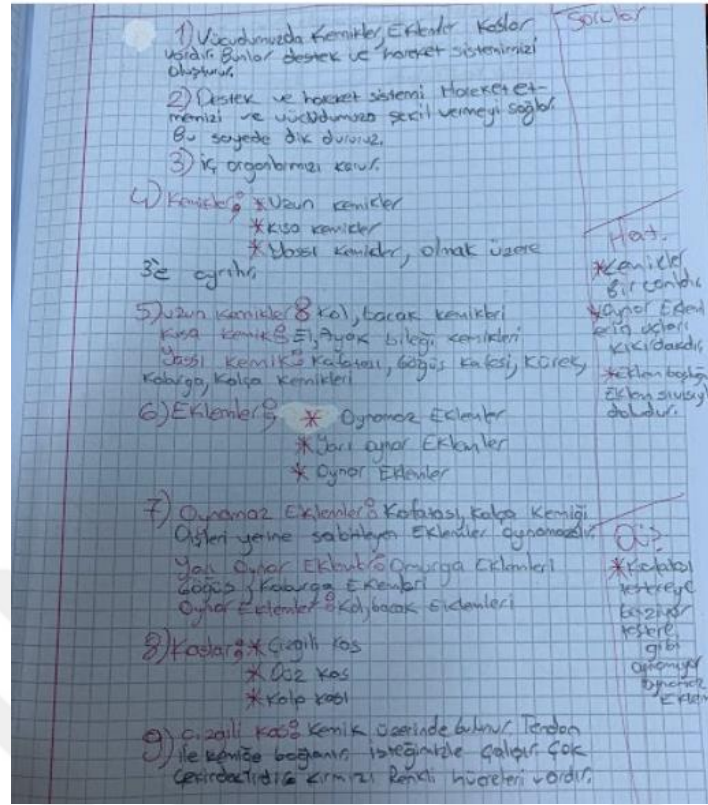 1) Vücudumuzda Kemikler, Eklemler Kaslar
vardır. Bunlar destek ve hareket sistemimizi
oluşturur.
2) Destek ve hareket sistemi Hareket et-
memizi ve vücudumuza şekil vermeyi sağlar.
Bu sayede dik dururuz.
3) iç organlarımızı korur.
4) Kemikler: *Uzun kemikler
*Kısa kemikler
*Yassı kemikler, olmak üzere
3'e ayrılır.
5) Uzun kemikler: Kol, bacak kemikleri
Kısa kemik: El, Ayak bileği kemikleri
Yassı kemik: Kafatası, Göğüs kafesi, Kürek,
Kaburga, Kalça kemikleri
6) Eklemler: * Oynamaz Eklemler
*Yarı oynar Eklemler
* Oynar Eklemler
7) Oynamaz Eklemler: Kafatası, Kalça Kemiği
Dişleri yerine sabitleyen Eklemler oynamazdır.
Yarı Oynar Eklemler: Omurga Eklemleri
Göğüs, Kaburga Eklemleri
Oynar Eklemler: Kol, bacak Eklemleri
8) Kaslar: *Çizgili kas
*Düz kas
*Kalp kası
9) Çizgili kas: Kemik üzerinde bulunur. Tendon
ile kemiğe bağlanır. isteğimizle çalışır. Çok
çekirdeklidir. Kırmızı Renkli hücreleri vardır.
Sorular
Hat.
*Kemikler
Bir canlıdır
*Oynar Eklem
lerin uçları
kıkırdaktır
*Eklem boşluğu
Eklem sıvısıyl
doludur.
*Kafatası
testereye
benziyor
testere
gibi
oynamıyor
oynamaz
Eklem